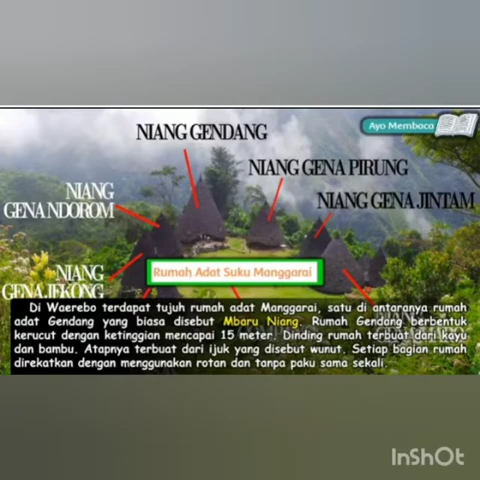 Ayo Membaca
NIANG GENDANG
NIANG GENA PIRUNG
NIANG
GENA NDOROM
NIANG GENA JINTAM
Rumah Adat Suku Manggarai
NIANG
GENA JEKONG
Di Waerebo terdapat tujuh rumah adat Manggarai, satu di antaranya rumah
adat Gendang yang biasa disebut Mbaru Niang. Rumah Gendang berbentuk
kerucut dengan ketinggian mencapai 15 meter. Dinding rumah terbuat dari kayu
dan bambu. Atapnya terbuat dari ijuk yang disebut wunut. Setiap bagian rumah
direkatkan dengan menggunakan rotan dan tanpa paku sama sekali.
InShOt